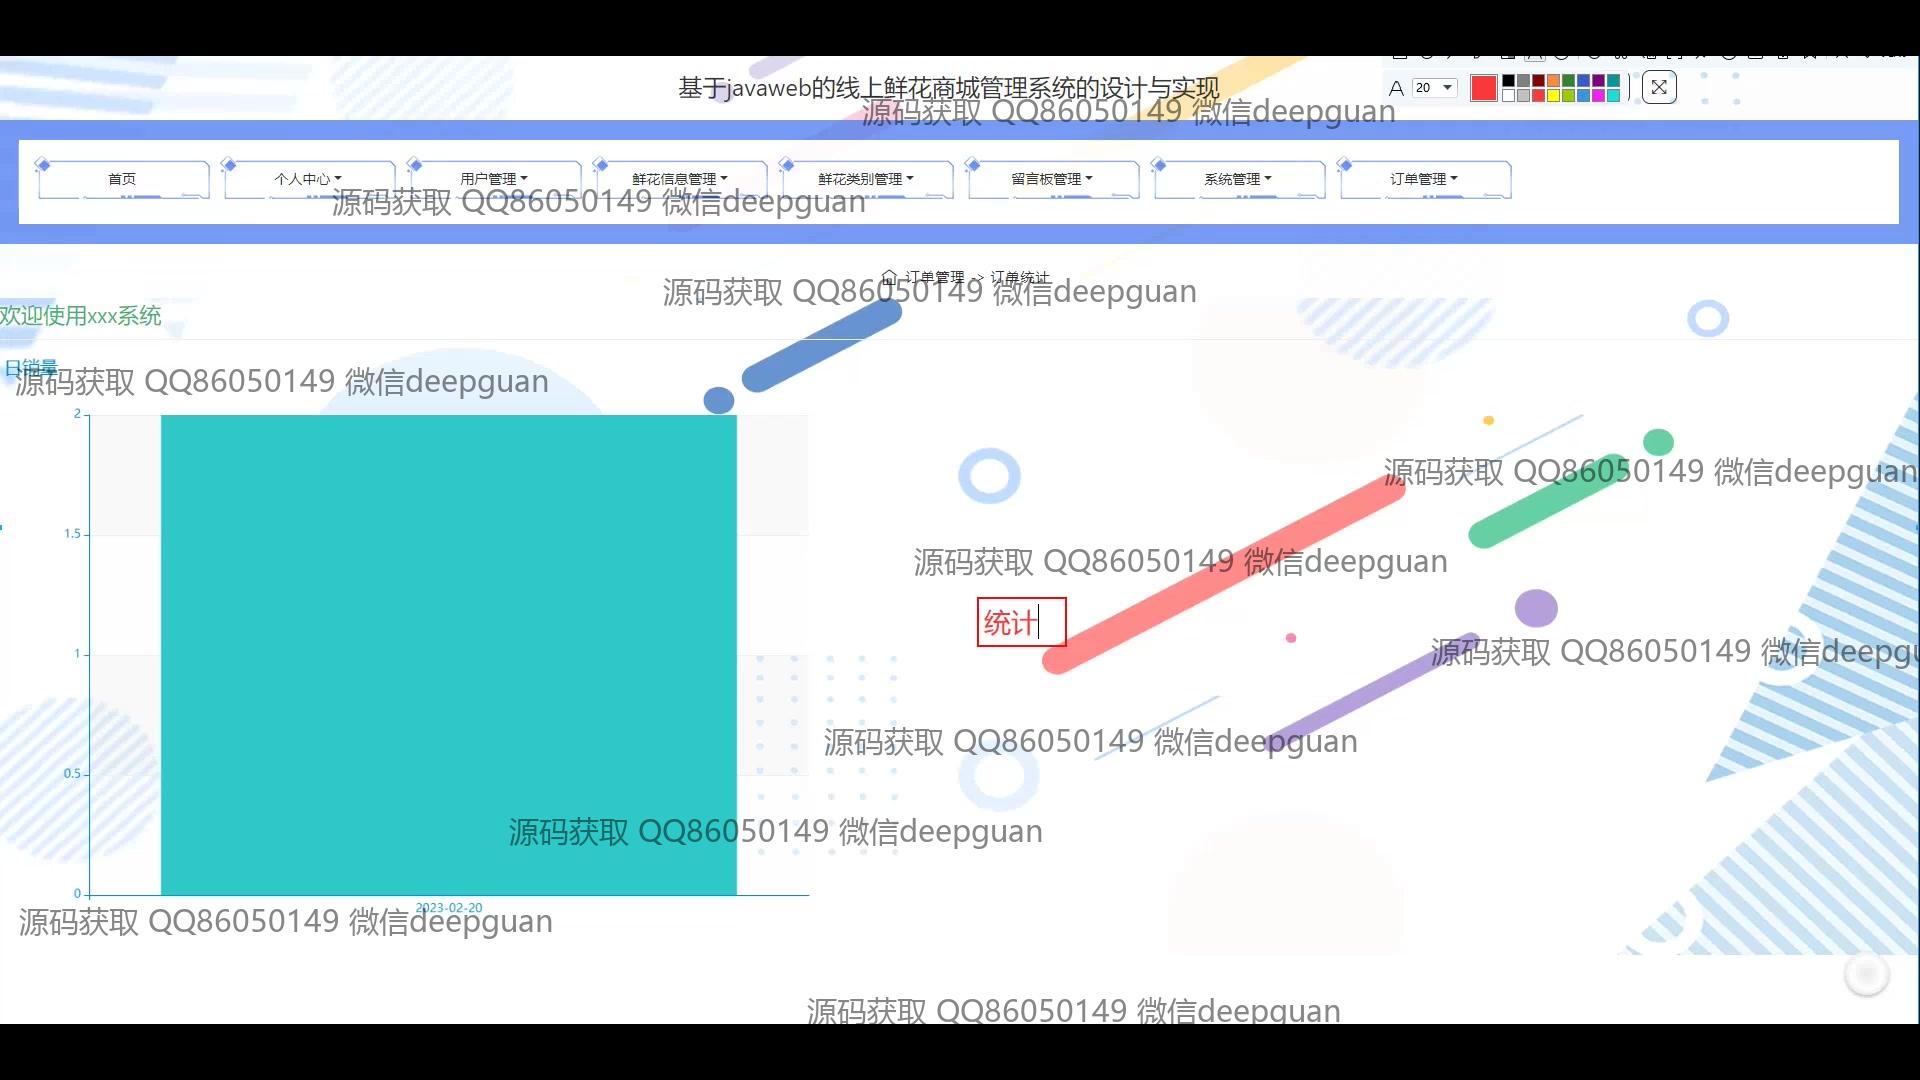 基于javaweb的线上鲜花商城管理系统的设计与实现
A 20
源码获取 QQ86050149 微信deepguan
首页 个人中心 用户管理 鲜花信息管理 鲜花类别管理 留言板管理 系统管理 订单管理
源码获取 QQ86050149 微信deepguan
订单管理 -> 订单统计
源码获取 QQ86050149 微信deepguan
欢迎使用xxx系统
日销量
源码获取 QQ86050149 微信deepguan
2
源码获取 QQ86050149 微信deepguan
1.5
源码获取 QQ86050149 微信deepguan
统计
1
源码获取 QQ86050149 微信deepgu
源码获取 QQ86050149 微信deepguan
0.5
源码获取 QQ86050149 微信deepguan
0
2023-02-20
源码获取 QQ86050149 微信deepguan
源码获取 QQ86050149 微信deepguan